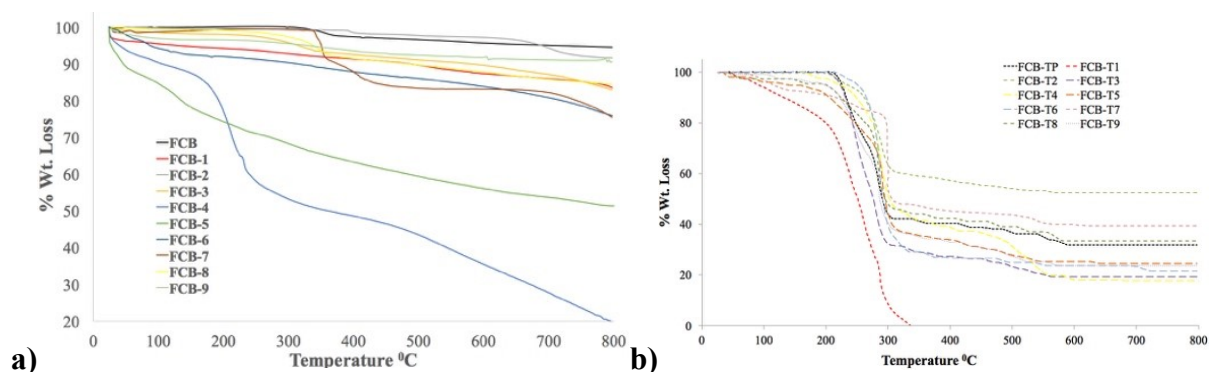 100
90
80
70
60
50
40
30
20
% Wt. Loss
FCB
FCB-1
FCB-2
FCB-3
FCB-4
FCB-5
FCB-6
FCB-7
FCB-8
FCB-9
0 100 200 300 400 500 600 700 800
Temperature ⁰C
a)
100
80
60
40
20
0
% Wt. Loss
FCB-TP FCB-T1
FCB-T2 FCB-T3
FCB-T4 FCB-T5
FCB-T6 FCB-T7
FCB-T8 FCB-T9
0 100 200 300 400 500 600 700 800
Temperature ⁰C
b)